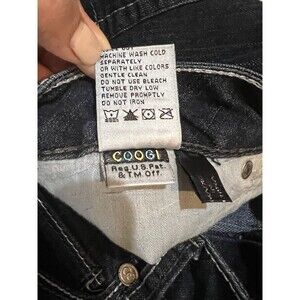 MACHINE WASH COLD
SEPARATELY
OR WITH LIKE COLORS
GENTLE CLEAN
DO NOT USE BLEACH
TUMBLE DRY LOW
REMOVE PROMPTLY
DO NOT IRON
COOGI
Reg. U.S. Pat.
& T.M. Off.